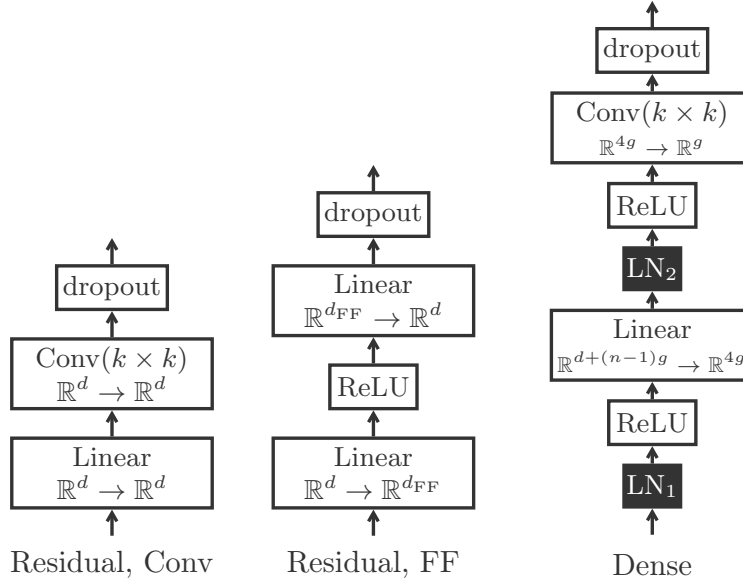 dropout
Conv(k × k)
ℝ^d → ℝ^d
Linear
ℝ^d → ℝ^d
Residual, Conv
dropout
Linear
ℝ^{d_FF} → ℝ^d
ReLU
Linear
ℝ^d → ℝ^{d_FF}
Residual, FF
dropout
Conv(k × k)
ℝ^{4g} → ℝ^g
ReLU
LN₂
Linear
ℝ^{d+(n−1)g} → ℝ^{4g}
ReLU
LN₁
Dense